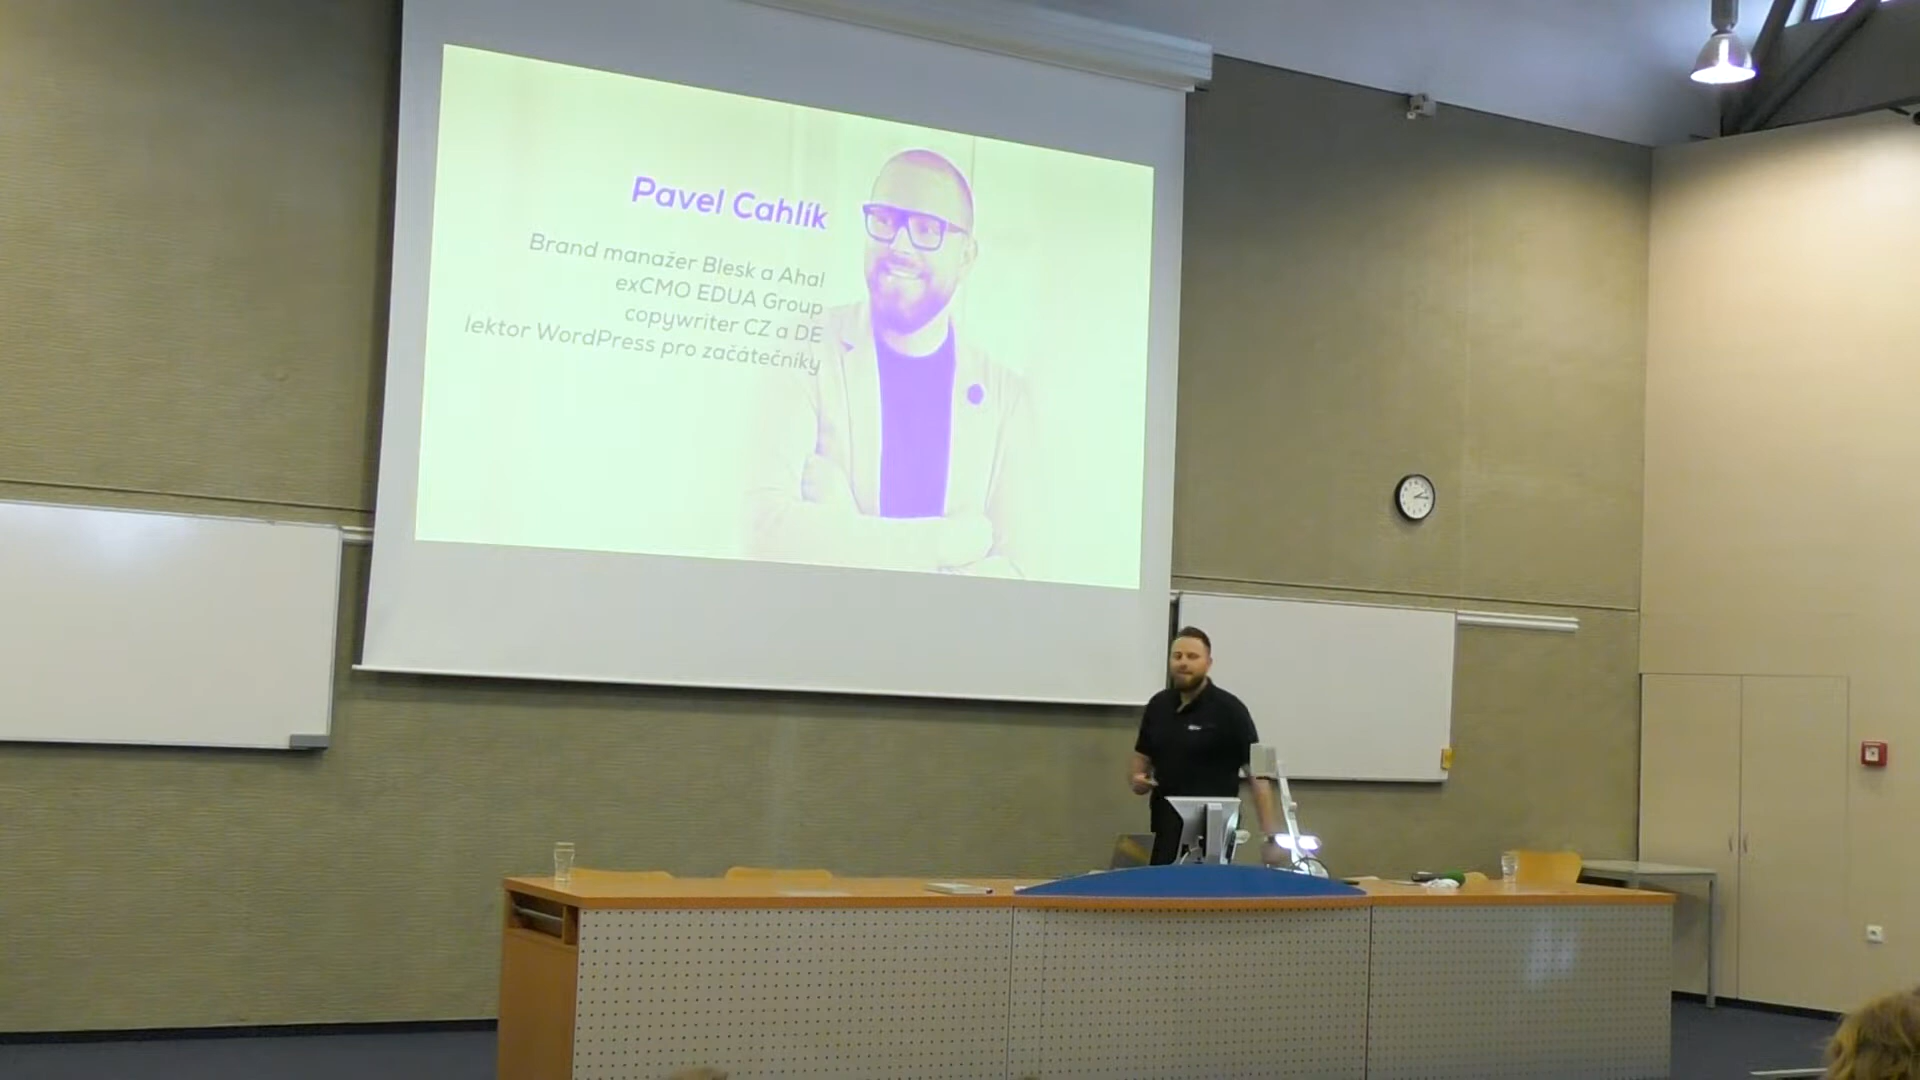 Pavel Cahlík
Brand manažer Blesk a Aha!
exCMO EDUA Group
copywriter CZ a DE
lektor WordPress pro začátečníky